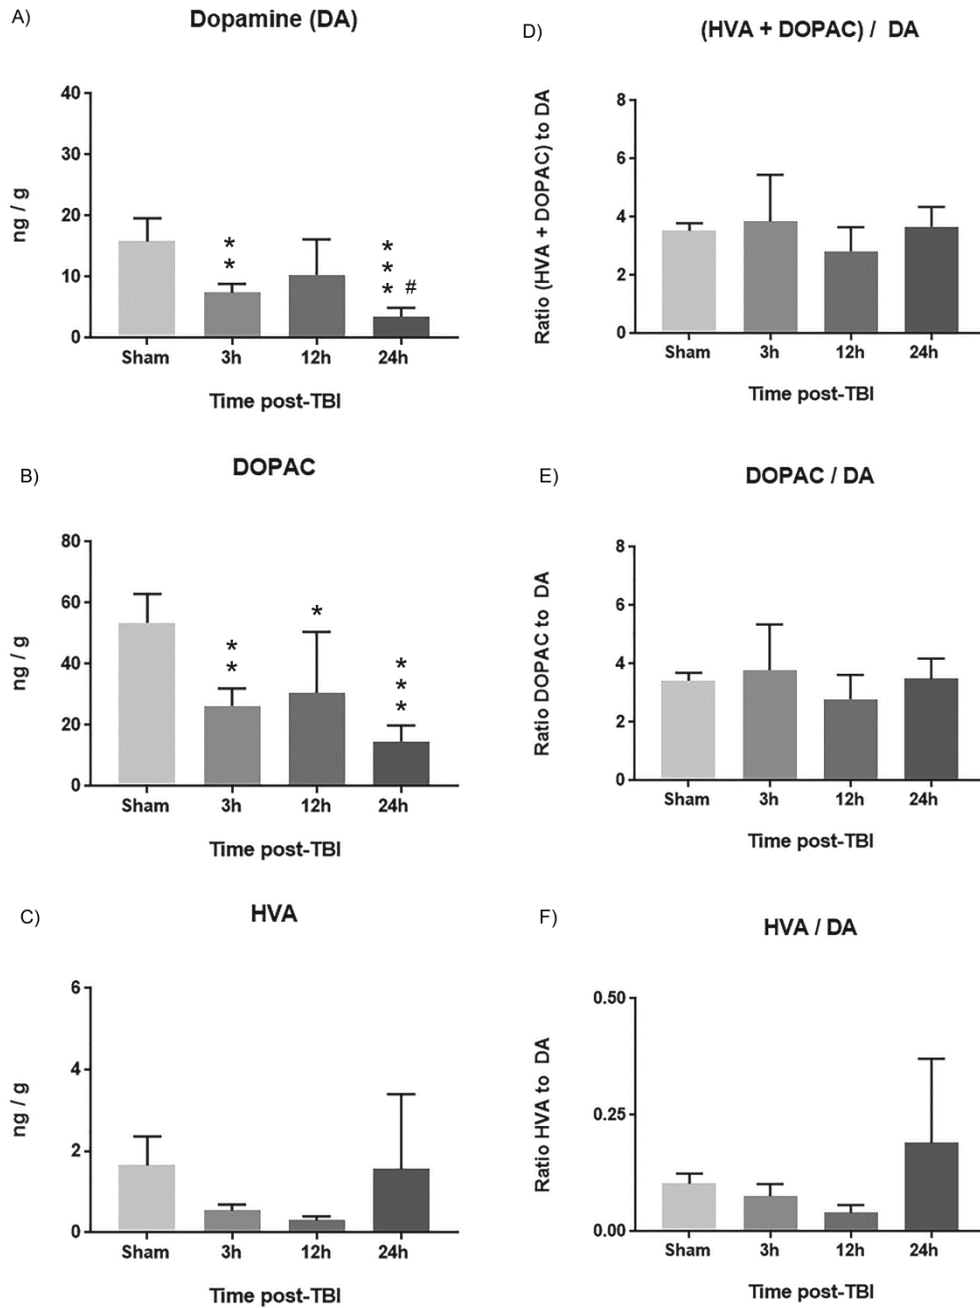 A)
Dopamine (DA)
ng / g
40
30
20
10
0
* *
* * *
#
Sham 3h 12h 24h
Time post-TBI
B)
DOPAC
ng / g
80
60
40
20
0
* *
*
* * *
Sham 3h 12h 24h
Time post-TBI
C)
HVA
ng / g
6
4
2
0
Sham 3h 12h 24h
Time post-TBI
D)
(HVA + DOPAC) / DA
Ratio (HVA + DOPAC) to DA
8
6
4
2
0
Sham 3h 12h 24h
Time post-TBI
E)
DOPAC / DA
Ratio DOPAC to DA
8
6
4
2
0
Sham 3h 12h 24h
Time post-TBI
F)
HVA / DA
Ratio HVA to DA
0.50
0.25
0.00
Sham 3h 12h 24h
Time post-TBI